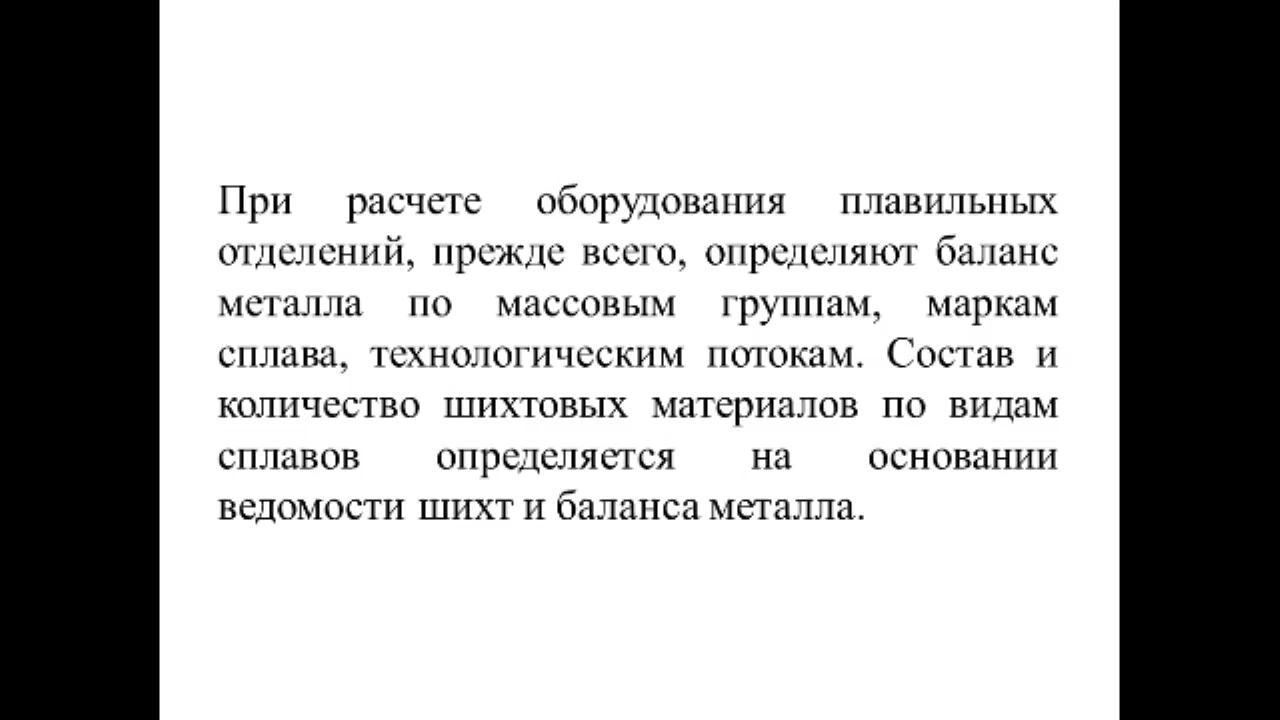 При расчете оборудования плавильных
отделений, прежде всего, определяют баланс
металла по массовым группам, маркам
сплава, технологическим потокам. Состав и
количество шихтовых материалов по видам
сплавов определяется на основании
ведомости шихт и баланса металла.